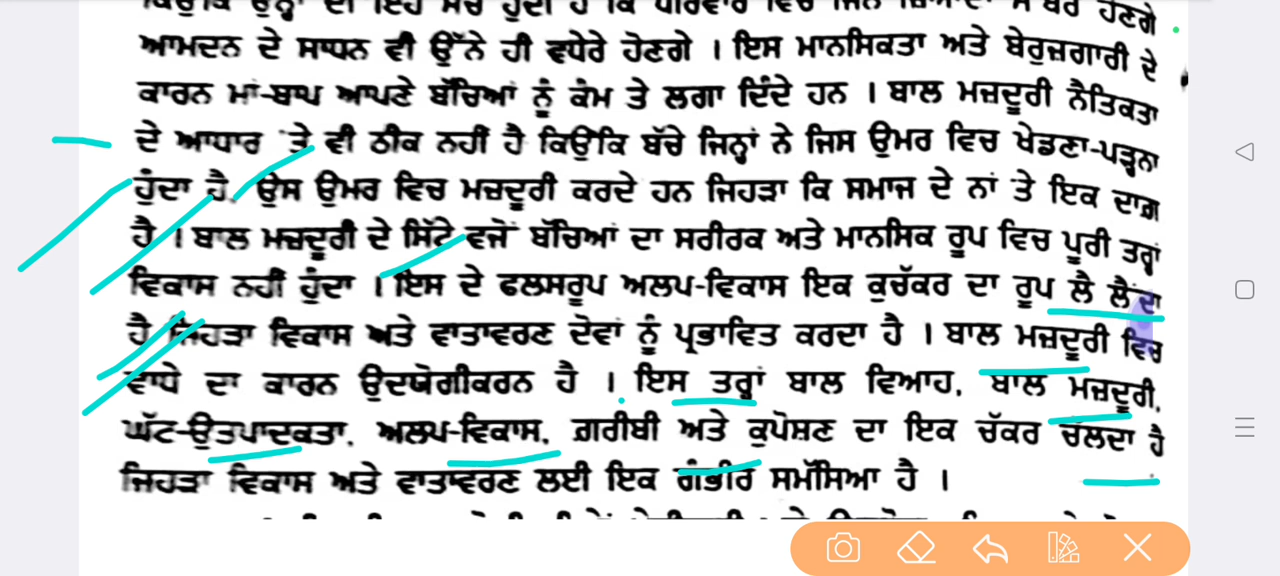 ਆਮਦਨ ਦੇ ਸਾਧਨ ਵੀ ਉੱਨੇ ਹੀ ਵਧੇਰੇ ਹੋਣਗੇ । ਇਸ ਮਾਨਸਿਕਤਾ ਅਤੇ ਬੇਰੁਜ਼ਗਾਰੀ ਦੇ
ਕਾਰਨ ਮਾਂ-ਬਾਪ ਆਪਣੇ ਬੱਚਿਆਂ ਨੂੰ ਕੰਮ ਤੇ ਲਗਾ ਦਿੰਦੇ ਹਨ । ਬਾਲ ਮਜ਼ਦੂਰੀ ਨੈਤਿਕਤਾ
ਦੇ ਆਧਾਰ 'ਤੇ ਵੀ ਠੀਕ ਨਹੀਂ ਹੈ ਕਿਉਂਕਿ ਬੱਚੇ ਜਿਨ੍ਹਾਂ ਨੇ ਜਿਸ ਉਮਰ ਵਿਚ ਖੇਡਣਾ-ਪੜ੍ਹਨਾ
ਹੁੰਦਾ ਹੈ, ਉਸ ਉਮਰ ਵਿਚ ਮਜ਼ਦੂਰੀ ਕਰਦੇ ਹਨ ਜਿਹੜਾ ਕਿ ਸਮਾਜ ਦੇ ਨਾਂ ਤੇ ਇਕ ਦਾਗ਼
ਹੈ । ਬਾਲ ਮਜ਼ਦੂਰੀ ਦੇ ਸਿੱਟੇ ਵਜੋਂ ਬੱਚਿਆਂ ਦਾ ਸਰੀਰਕ ਅਤੇ ਮਾਨਸਿਕ ਰੂਪ ਵਿਚ ਪੂਰੀ ਤਰ੍ਹਾਂ
ਵਿਕਾਸ ਨਹੀਂ ਹੁੰਦਾ । ਇਸ ਦੇ ਫਲਸਰੂਪ ਅਲਪ-ਵਿਕਾਸ ਇਕ ਕੁਚੱਕਰ ਦਾ ਰੂਪ ਲੈ ਲੈਂਦਾ
ਹੈ ਜਿਹੜਾ ਵਿਕਾਸ ਅਤੇ ਵਾਤਾਵਰਣ ਦੋਵਾਂ ਨੂੰ ਪ੍ਰਭਾਵਿਤ ਕਰਦਾ ਹੈ । ਬਾਲ ਮਜ਼ਦੂਰੀ ਵਿਚ
ਵਾਧੇ ਦਾ ਕਾਰਨ ਉਦਯੋਗੀਕਰਨ ਹੈ । ਇਸ ਤਰ੍ਹਾਂ ਬਾਲ ਵਿਆਹ, ਬਾਲ ਮਜ਼ਦੂਰੀ,
ਘੱਟ-ਉਤਪਾਦਕਤਾ, ਅਲਪ-ਵਿਕਾਸ, ਗ਼ਰੀਬੀ ਅਤੇ ਕੁਪੋਸ਼ਣ ਦਾ ਇਕ ਚੱਕਰ ਚੱਲਦਾ ਹੈ
ਜਿਹੜਾ ਵਿਕਾਸ ਅਤੇ ਵਾਤਾਵਰਣ ਲਈ ਇਕ ਗੰਭੀਰ ਸਮੱਸਿਆ ਹੈ ।